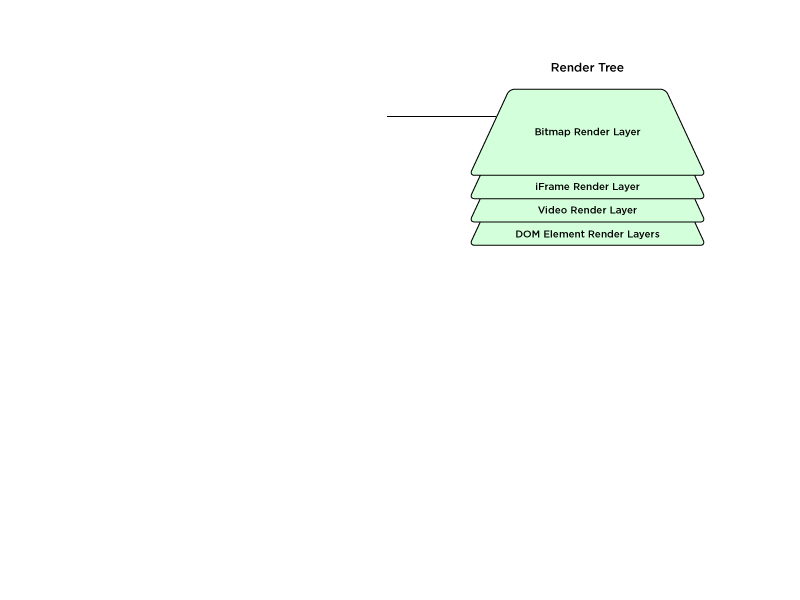 Render Tree
Bitmap Render Layer
iFrame Render Layer
Video Render Layer
DOM Element Render Layers